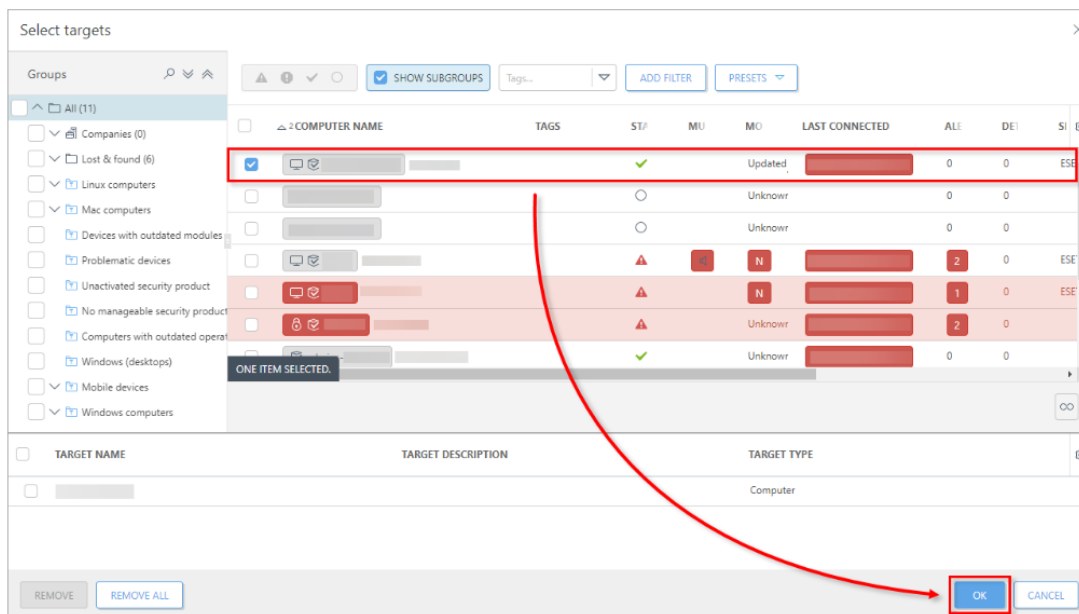 Select targets
Groups
SHOW SUBGROUPS
Tags...
ADD FILTER
PRESETS
All (11)
Companies (0)
Lost & found (6)
Linux computers
Mac computers
Devices with outdated modules
Problematic devices
Unactivated security product
No manageable security product
Computers with outdated operat
Windows (desktops)
Mobile devices
Windows computers
2 COMPUTER NAME TAGS STA MU MO LAST CONNECTED ALE DET SE
Updated 0 0 ESE
Unknowr 0 0
Unknowr 0 0
N 2 0 ESE
N 1 0 ESE
Unknowr 2 0
Unknowr 0 0
ONE ITEM SELECTED.
TARGET NAME TARGET DESCRIPTION TARGET TYPE
Computer
REMOVE
REMOVE ALL
OK
CANCEL